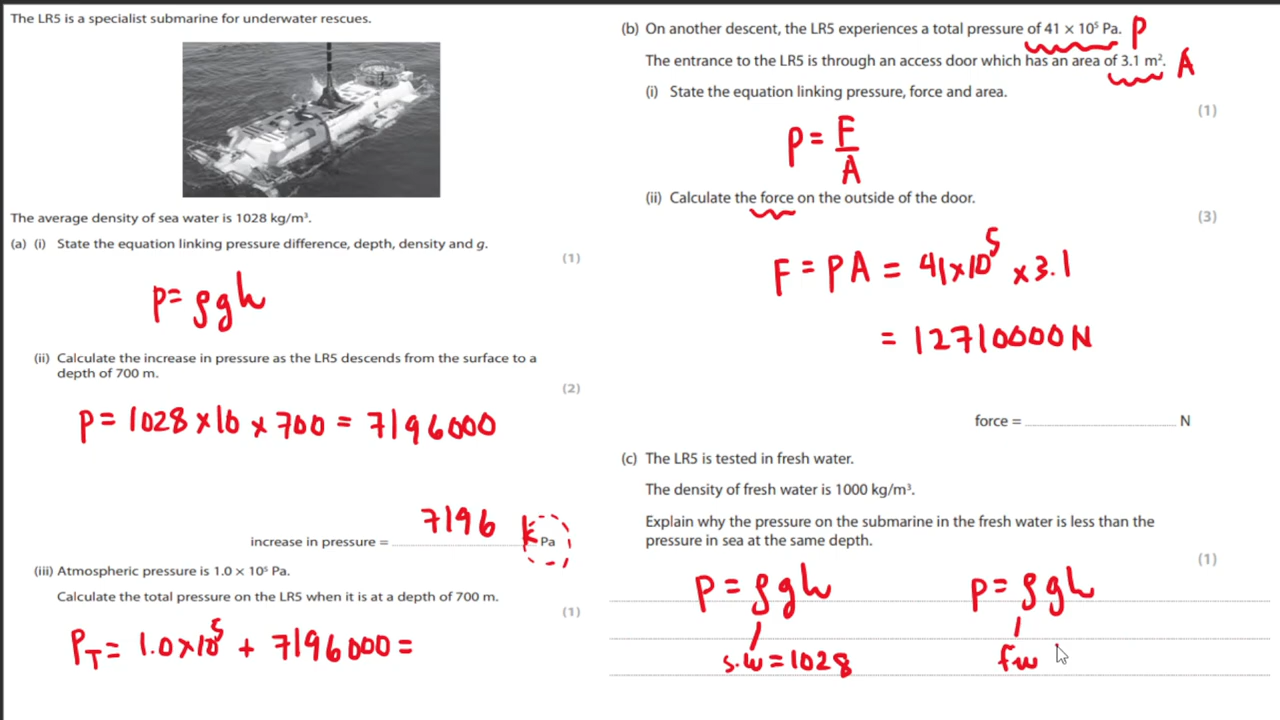 The LR5 is a specialist submarine for underwater rescues.
The average density of sea water is 1028 kg/m³.
(a) (i) State the equation linking pressure difference, depth, density and g.
(1)
P= ρgh
(ii) Calculate the increase in pressure as the LR5 descends from the surface to a
depth of 700 m.
(2)
P= 1028 × 10 × 700 = 7196000
7196 k
increase in pressure = ............................ Pa
(iii) Atmospheric pressure is 1.0 × 10⁵ Pa.
Calculate the total pressure on the LR5 when it is at a depth of 700 m.
(1)
P_T = 1.0×10⁵ + 7196000 =
(b) On another descent, the LR5 experiences a total pressure of 41 × 10⁵ Pa. P
The entrance to the LR5 is through an access door which has an area of 3.1 m². A
(i) State the equation linking pressure, force and area.
(1)
P = F/A
(ii) Calculate the force on the outside of the door.
(3)
F = PA = 41×10⁵ × 3.1
= 12710000 N
force = ............................ N
(c) The LR5 is tested in fresh water.
The density of fresh water is 1000 kg/m³.
Explain why the pressure on the submarine in the fresh water is less than the
pressure in sea at the same depth.
(1)
P = ρgh P = ρgh
s.w = 1028 fw